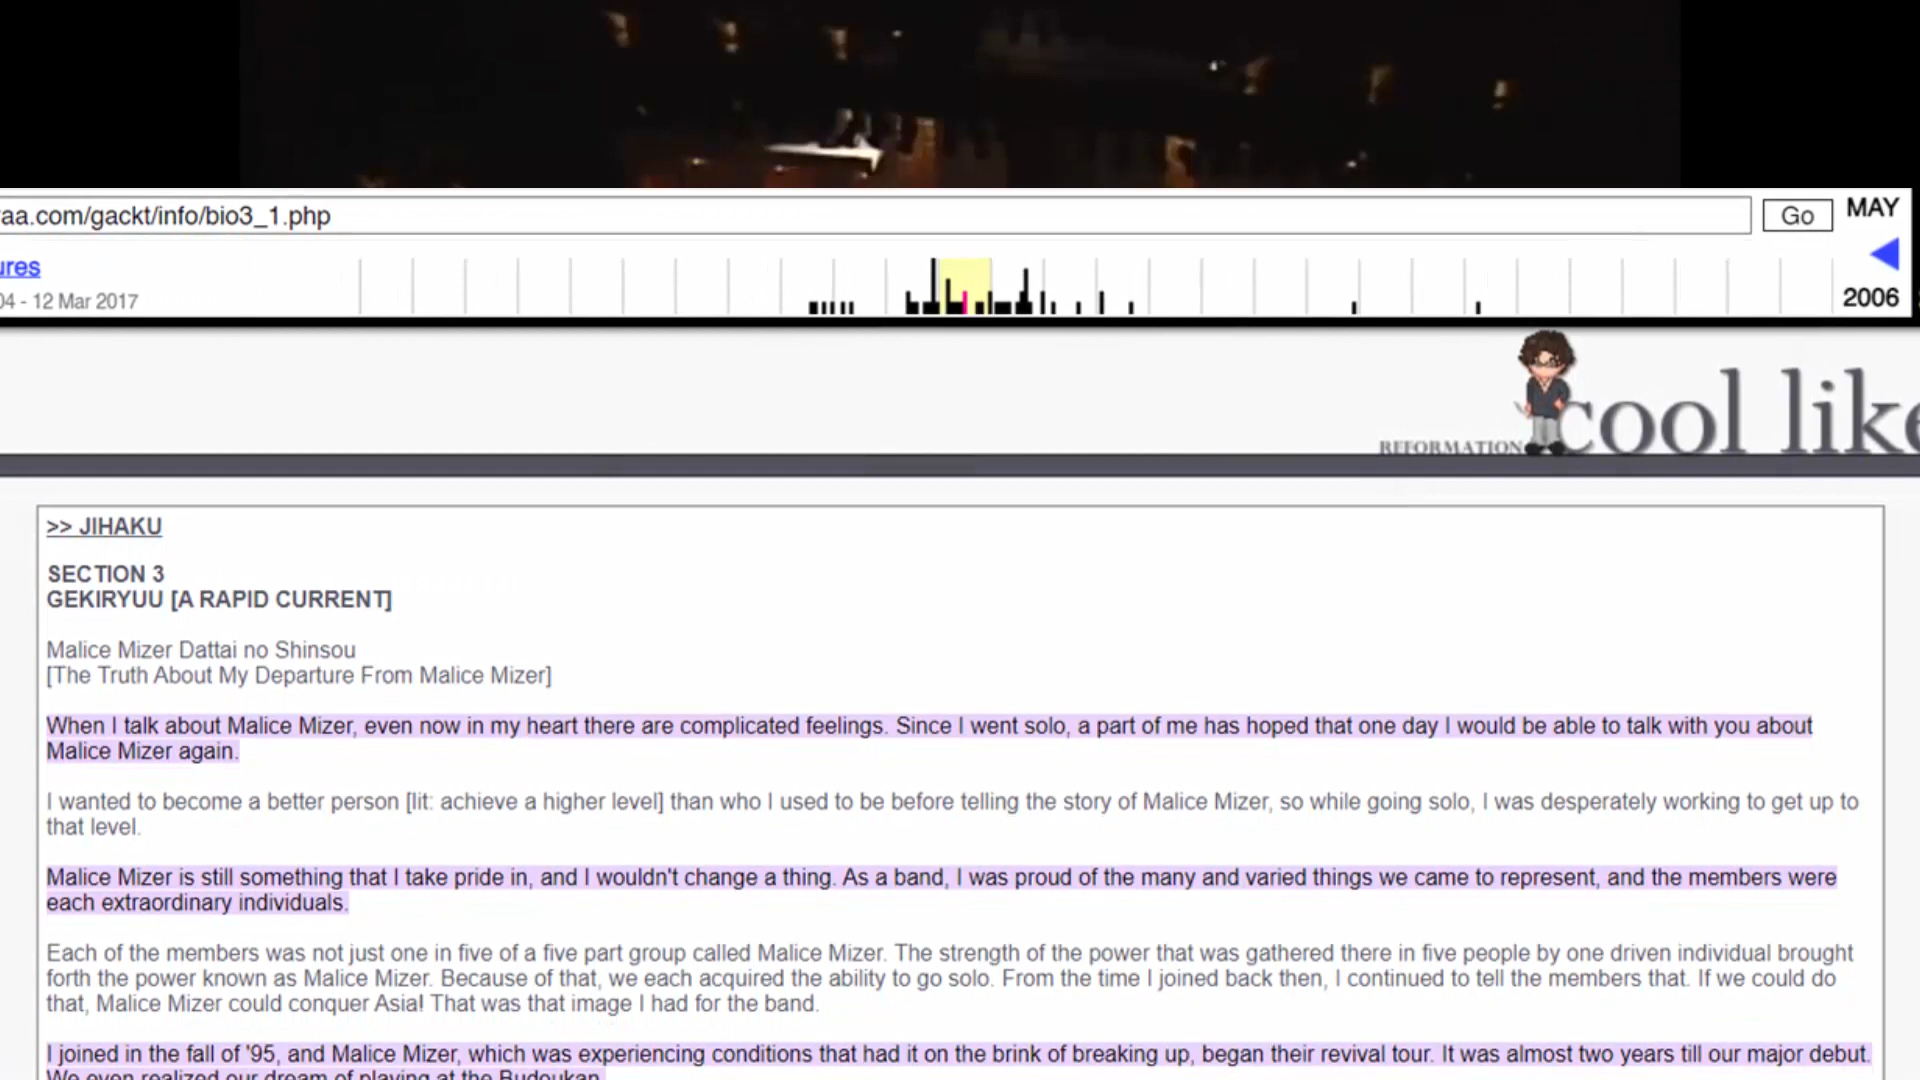 aa.com/gackt/info/bio3_1.php
Go
MAY
ures
04 - 12 Mar 2017
2006
REFORMATION
cool like
>> JIHAKU
SECTION 3
GEKIRYUU [A RAPID CURRENT]
Malice Mizer Dattai no Shinsou
[The Truth About My Departure From Malice Mizer]
When I talk about Malice Mizer, even now in my heart there are complicated feelings. Since I went solo, a part of me has hoped that one day I would be able to talk with you about
Malice Mizer again.
I wanted to become a better person [lit: achieve a higher level] than who I used to be before telling the story of Malice Mizer, so while going solo, I was desperately working to get up to
that level.
Malice Mizer is still something that I take pride in, and I wouldn't change a thing. As a band, I was proud of the many and varied things we came to represent, and the members were
each extraordinary individuals.
Each of the members was not just one in five of a five part group called Malice Mizer. The strength of the power that was gathered there in five people by one driven individual brought
forth the power known as Malice Mizer. Because of that, we each acquired the ability to go solo. From the time I joined back then, I continued to tell the members that. If we could do
that, Malice Mizer could conquer Asia! That was that image I had for the band.
I joined in the fall of '95, and Malice Mizer, which was experiencing conditions that had it on the brink of breaking up, began their revival tour. It was almost two years till our major debut.
We even realized our dream of playing at the Budoukan.